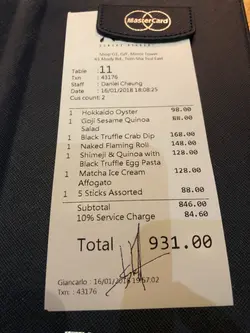 MasterCard
Table : 11
Txn : 43176
Staff : Daniel Cheung
Date : 16/01/2018 18:08:25
Cus count: 2
1 Hokkaido Oyster 98.00
1 Goji Sesame Quinoa Salad 88.00
1 Black Truffle Crab Dip 168.00
1 Naked Flaming Roll 148.00
1 Shimeji & Quinoa with Black Truffle Egg Pasta 128.00
1 Matcha Ice Cream Affogato 128.00
1 5 Sticks Assorted 88.00
Subtotal 846.00
10% Service Charge 84.60
Total 931.00
Giancarlo : 16/01/2018 19:57:02
Txn : 43176